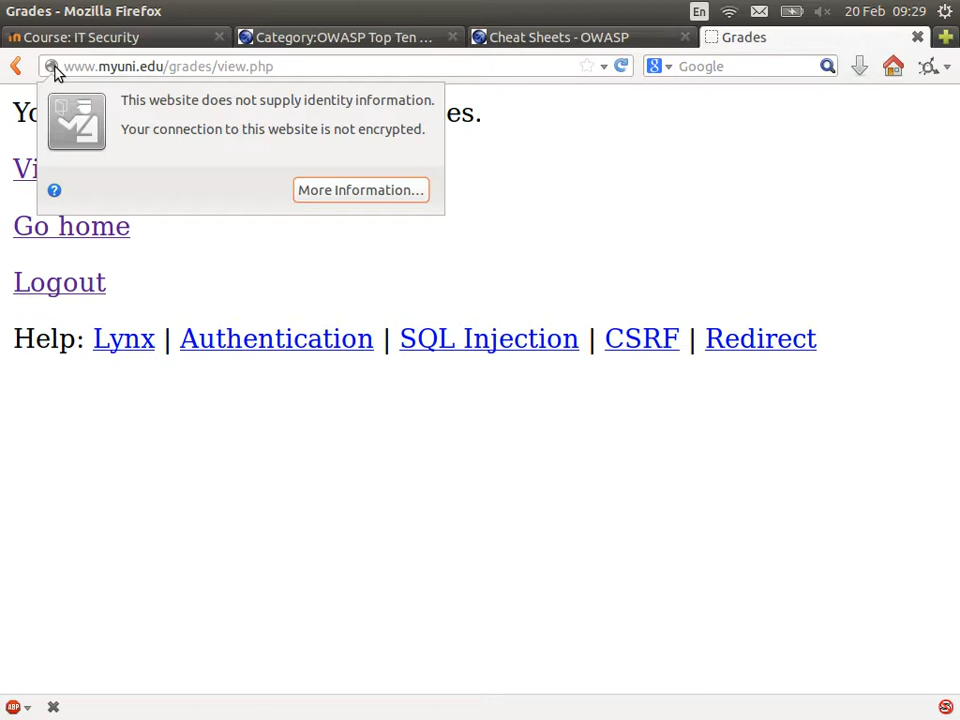 Grades - Mozilla Firefox
En
20 Feb 09:29
Course: IT Security
Category:OWASP Top Ten ...
Cheat Sheets - OWASP
Grades
www.myuni.edu/grades/view.php
8
Google
This website does not supply identity information.
Your connection to this website is not encrypted.
?
More Information...
Yo
es.
Vi
Go home
Logout
Help: Lynx | Authentication | SQL Injection | CSRF | Redirect
ABP